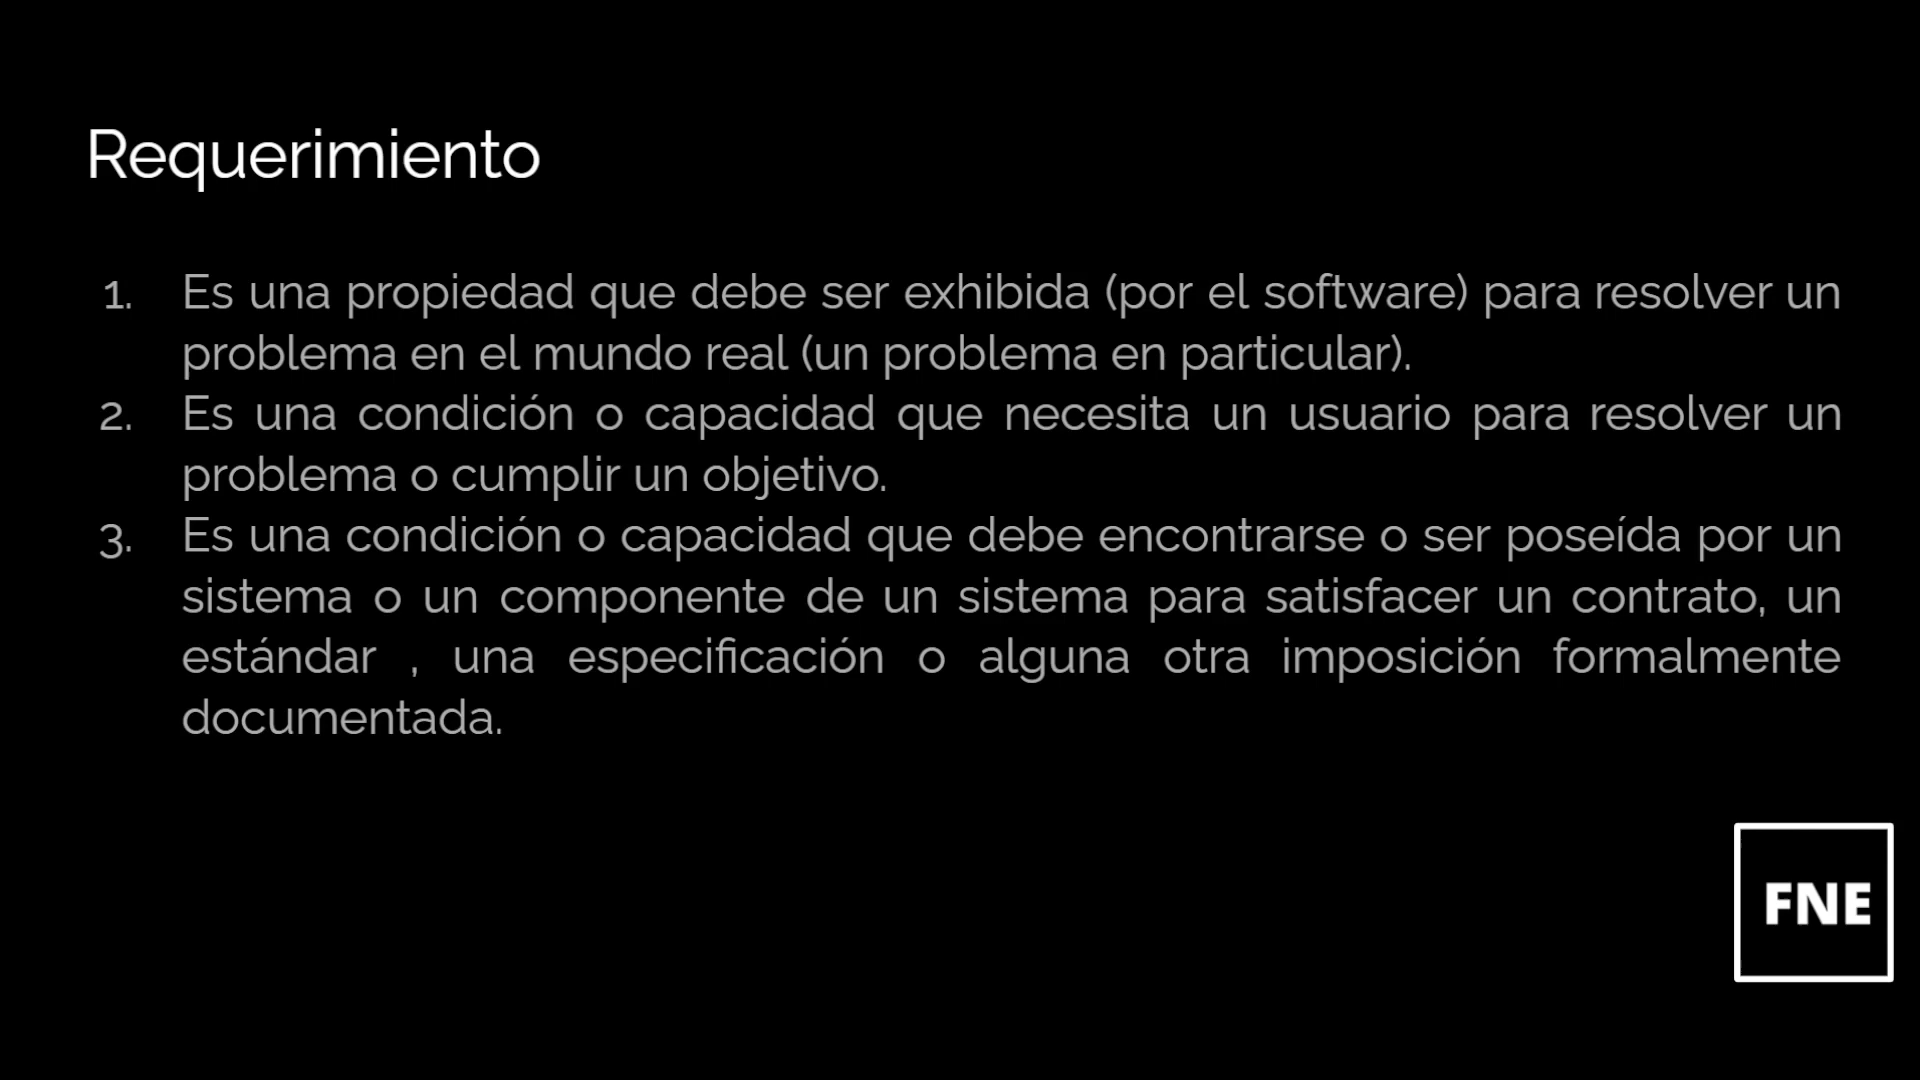 Requerimiento
1. Es una propiedad que debe ser exhibida (por el software) para resolver un
problema en el mundo real (un problema en particular).
2. Es una condición o capacidad que necesita un usuario para resolver un
problema o cumplir un objetivo.
3. Es una condición o capacidad que debe encontrarse o ser poseída por un
sistema o un componente de un sistema para satisfacer un contrato, un
estándar , una especificación o alguna otra imposición formalmente
documentada.
FNE